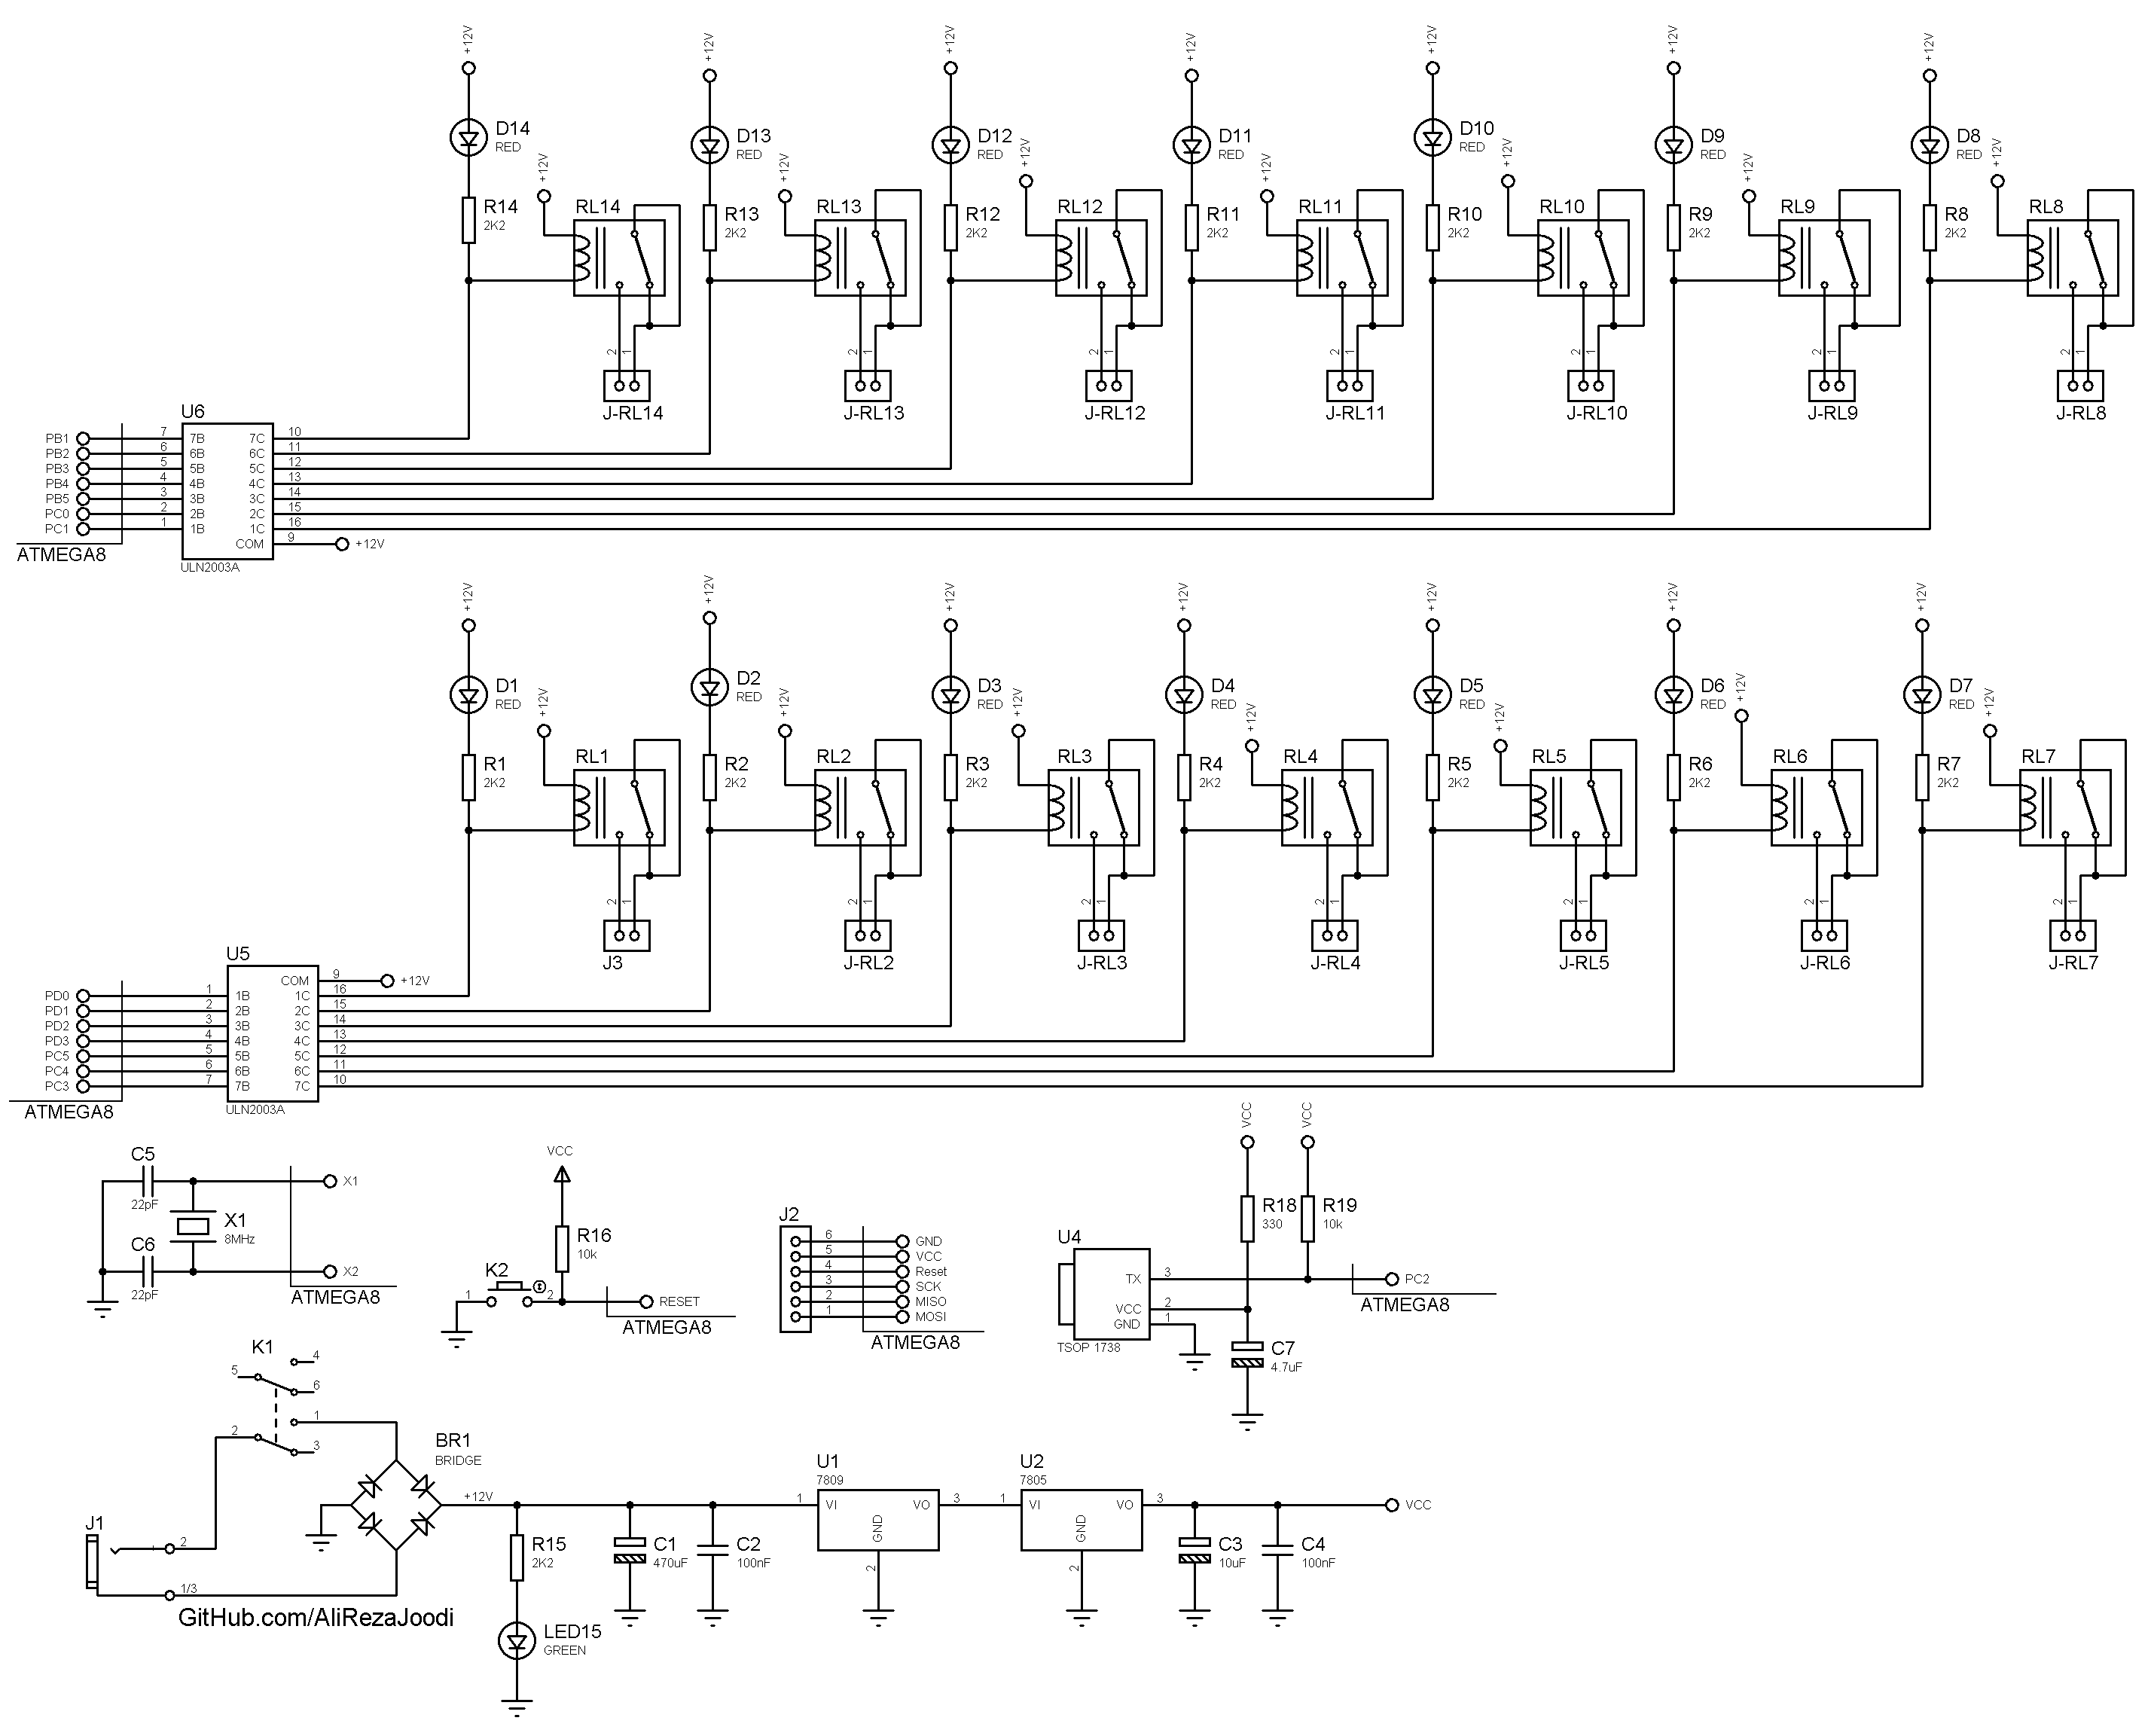 +12V +12V +12V +12V +12V +12V +12V
D14 D13 D12 D11 D10 D9 D8
RED RED RED RED RED RED RED
+12V +12V +12V +12V +12V +12V +12V
R14 RL14 R13 RL13 R12 RL12 R11 RL11 R10 RL10 R9 RL9 R8 RL8
2K2 2K2 2K2 2K2 2K2 2K2 2K2
2 1 2 1 2 1 2 1 2 1 2 1 2 1
J-RL14 J-RL13 J-RL12 J-RL11 J-RL10 J-RL9 J-RL8
U6
PB1 7 7B 7C 10
PB2 6 6B 6C 11
PB3 5 5B 5C 12
PB4 4 4B 4C 13
PB5 3 3B 3C 14
PC0 2 2B 2C 15
PC1 1 1B 1C 16
COM 9 +12V
ATMEGA8
ULN2003A
+12V +12V +12V +12V +12V +12V +12V
D1 D2 D3 D4 D5 D6 D7
RED RED RED RED RED RED RED
+12V +12V +12V +12V +12V +12V +12V
R1 RL1 R2 RL2 R3 RL3 R4 RL4 R5 RL5 R6 RL6 R7 RL7
2K2 2K2 2K2 2K2 2K2 2K2 2K2
2 1 2 1 2 1 2 1 2 1 2 1 2 1
J3 J-RL2 J-RL3 J-RL4 J-RL5 J-RL6 J-RL7
U5
COM 9 +12V
PD0 1 1B 1C 16
PD1 2 2B 2C 15
PD2 3 3B 3C 14
PD3 4 4B 4C 13
PC5 5 5B 5C 12
PC4 6 6B 6C 11
PC3 7 7B 7C 10
ATMEGA8
ULN2003A
C5
22pF
X1
X1
8MHz
C6
22pF
X2
ATMEGA8
VCC
R16
10k
K2
1 2 RESET
ATMEGA8
J2
6 GND
5 VCC
4 Reset
3 SCK
2 MISO
1 MOSI
ATMEGA8
VCC VCC
R18 R19
330 10k
U4
TX 3 PC2
VCC 2
GND 1
TSOP 1738
ATMEGA8
C7
4.7uF
K1
4
5
6
1
2
3
BR1
BRIDGE
+12V
J1
2
1/3
GitHub.com/AliRezaJoodi
R15
2K2
LED15
GREEN
C1
470uF
C2
100nF
U1
7809
1 VI VO 3
GND
2
U2
7805
1 VI VO 3
GND
2
C3
10uF
C4
100nF
VCC